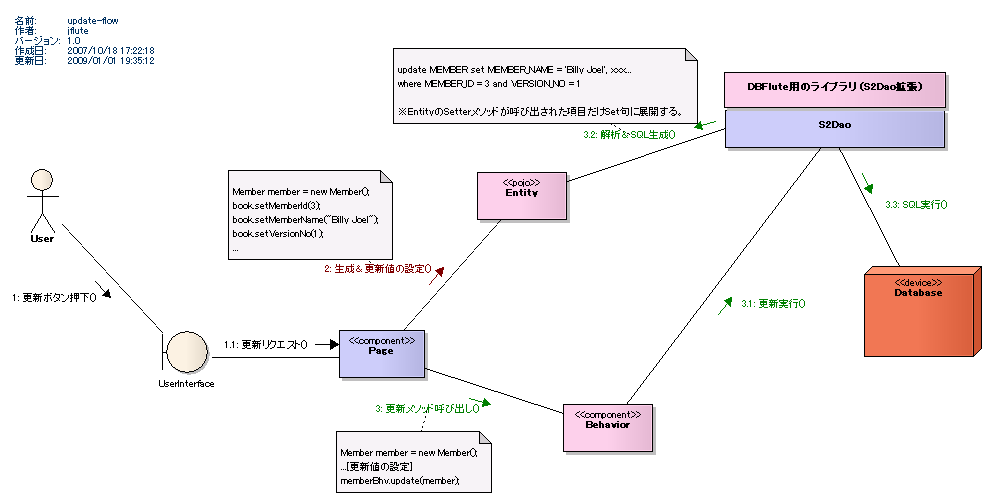 名前: update-flow
作者: jflute
バージョン: 1.0
作成日: 2007/10/18 17:22:18
更新日: 2009/01/01 19:35:12
update MEMBER set MEMBER_NAME = 'Billy Joel', xxx...
where MEMBER_ID = 3 and VERSION_NO = 1
※EntityのSetterメソッドが呼び出された項目だけSet句に展開する。
DBFlute用のライブラリ(S2Dao拡張)
S2Dao
3.2: 解析&SQL生成()
<<pojo>>
Entity
Member member = new Member();
book.setMemberId(3);
book.setMemberName("Billy Joel");
book.setVersionNo(1);
...
3.3: SQL実行()
User
2: 生成&更新値の設定()
<<device>>
Database
1: 更新ボタン押下()
3.1: 更新実行()
1.1: 更新リクエスト()
<<component>>
Page
UserInterface
3: 更新メソッド呼び出し()
<<component>>
Behavior
Member member = new Member();
...[更新値の設定]
memberBhv.update(member);